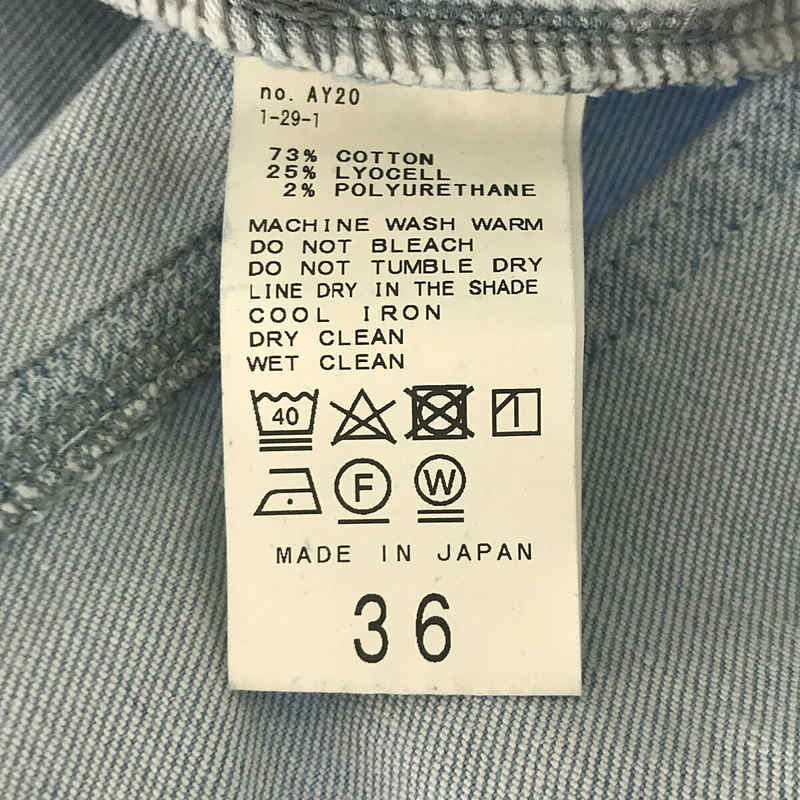 no. AY20
1-29-1
73% COTTON
25% LYOCELL
2% POLYURETHANE
MACHINE WASH WARM
DO NOT BLEACH
DO NOT TUMBLE DRY
LINE DRY IN THE SHADE
COOL IRON
DRY CLEAN
WET CLEAN
40
F W
MADE IN JAPAN
36